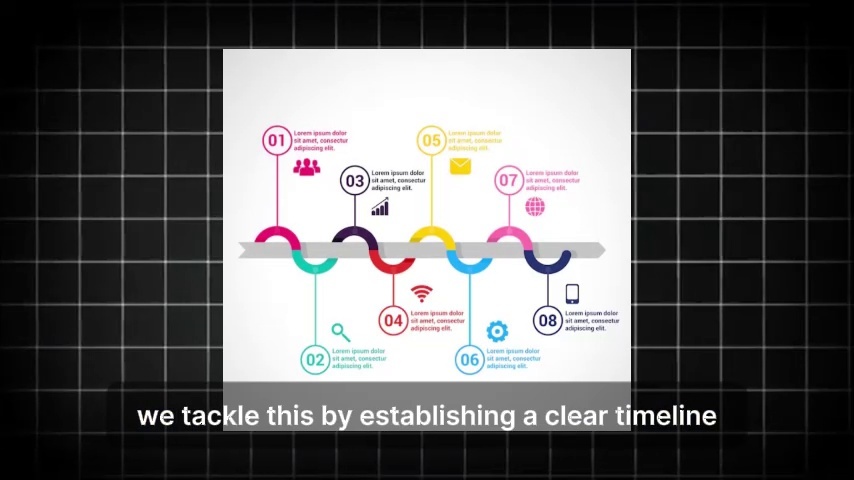 01
Lorem ipsum dolor
sit amet, consectur
adipiscing elit.
03
Lorem ipsum dolor
sit amet, consectur
adipiscing elit.
05
Lorem ipsum dolor
sit amet, consectur
adipiscing elit.
07
Lorem ipsum dolor
sit amet, consectur
adipiscing elit.
02
Lorem ipsum dolor
sit amet, consectur
adipiscing elit.
04
Lorem ipsum dolor
sit amet, consectur
adipiscing elit.
06
Lorem ipsum dolor
sit amet, consectur
adipiscing elit.
08
Lorem ipsum dolor
sit amet, consectur
adipiscing elit.
we tackle this by establishing a clear timeline